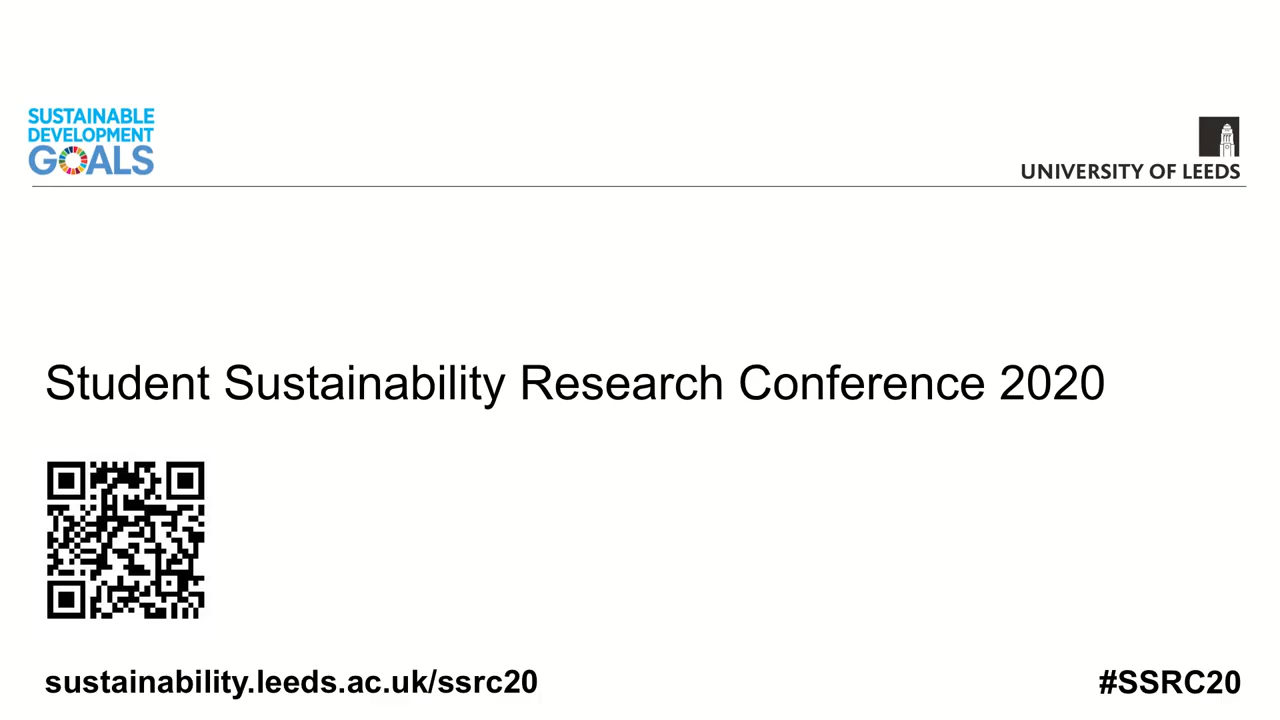 SUSTAINABLE
DEVELOPMENT
GOALS
UNIVERSITY OF LEEDS
Student Sustainability Research Conference 2020
sustainability.leeds.ac.uk/ssrc20
#SSRC20